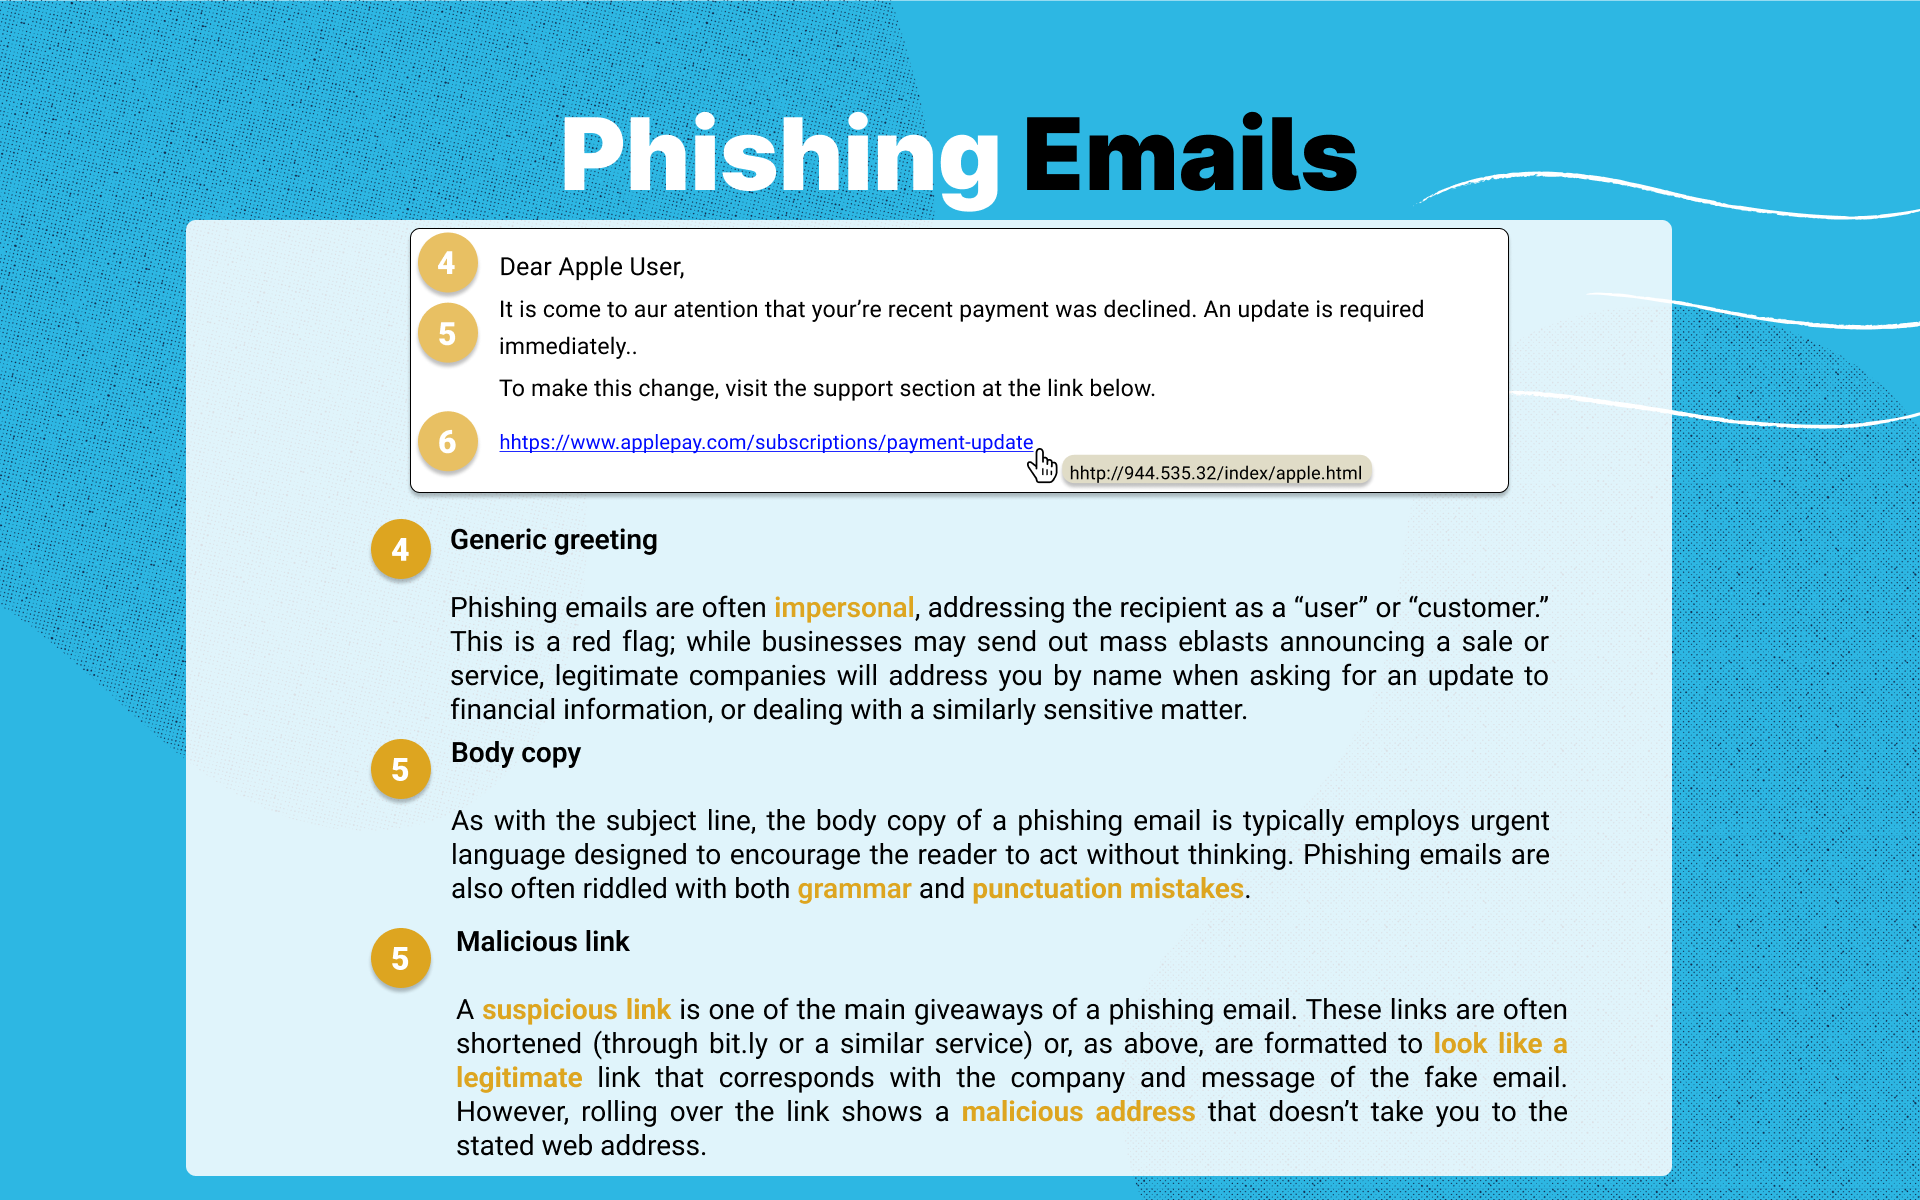 Phishing Emails
4 Dear Apple User,
5 It is come to aur atention that your’re recent payment was declined. An update is required
immediately..
To make this change, visit the support section at the link below.
6 hhtps://www.applepay.com/subscriptions/payment-update
hhtp://944.535.32/index/apple.html
4 Generic greeting
Phishing emails are often impersonal, addressing the recipient as a “user” or “customer.”
This is a red flag; while businesses may send out mass eblasts announcing a sale or
service, legitimate companies will address you by name when asking for an update to
financial information, or dealing with a similarly sensitive matter.
5 Body copy
As with the subject line, the body copy of a phishing email is typically employs urgent
language designed to encourage the reader to act without thinking. Phishing emails are
also often riddled with both grammar and punctuation mistakes.
5 Malicious link
A suspicious link is one of the main giveaways of a phishing email. These links are often
shortened (through bit.ly or a similar service) or, as above, are formatted to look like a
legitimate link that corresponds with the company and message of the fake email.
However, rolling over the link shows a malicious address that doesn’t take you to the
stated web address.